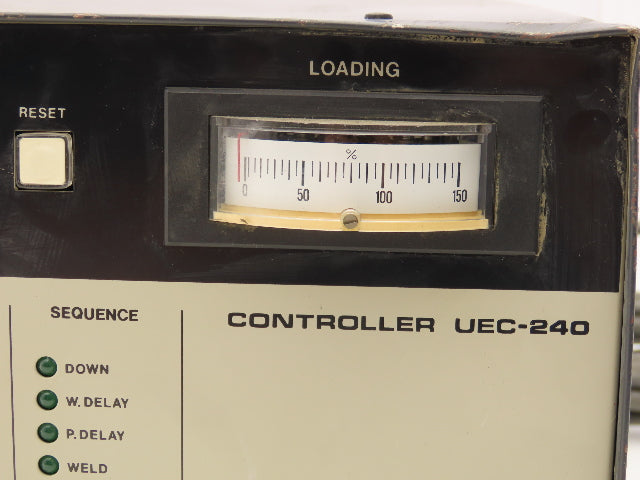 LOADING
RESET
%
0 50 100 150
SEQUENCE
CONTROLLER UEC-240
DOWN
W. DELAY
P. DELAY
WELD